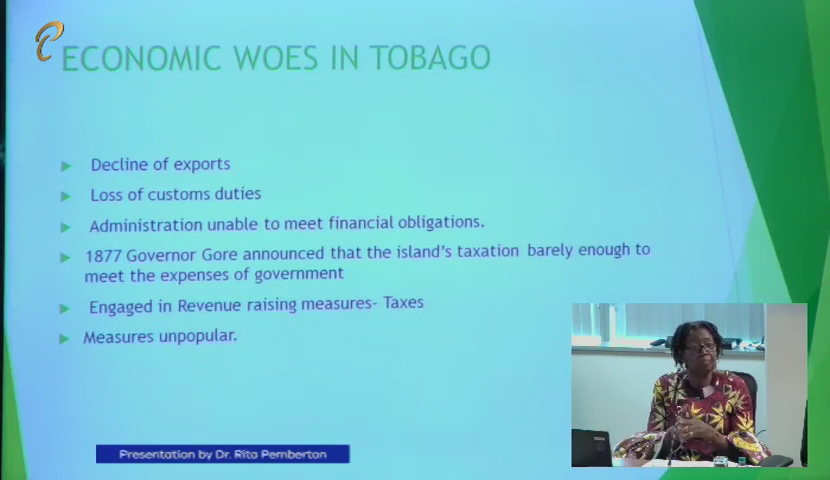 ECONOMIC WOES IN TOBAGO
Decline of exports
Loss of customs duties
Administration unable to meet financial obligations.
1877 Governor Gore announced that the island's taxation barely enough to
meet the expenses of government
Engaged in Revenue raising measures- Taxes
Measures unpopular.
Presentation by Dr. Rita Pemberton